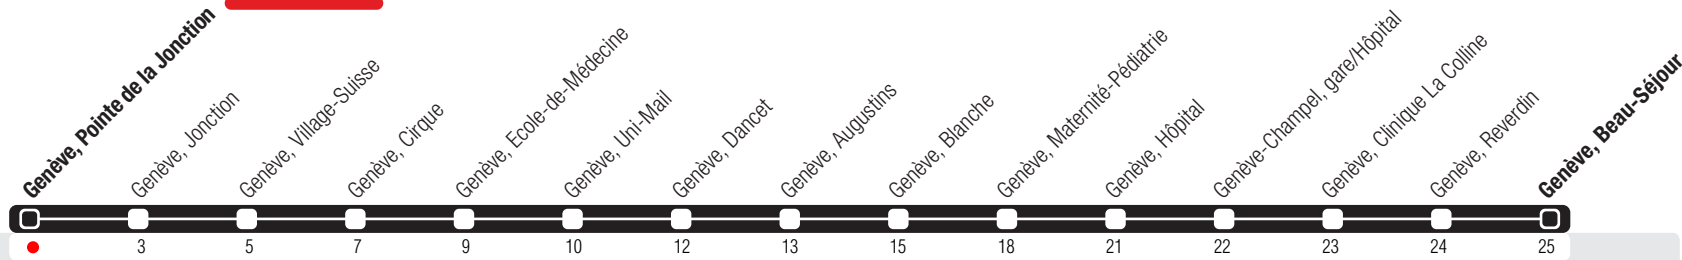 Genève, Pointe de la Jonction
Genève, Jonction
Genève, Village-Suisse
Genève, Cirque
Genève, Ecole-de-Médecine
Genève, Uni-Mail
Genève, Dancet
Genève, Augustins
Genève, Blanche
Genève, Maternité-Pédiatrie
Genève, Hôpital
Genève-Champel, gare/Hôpital
Genève, Clinique La Colline
Genève, Reverdin
Genève, Beau-Séjour
3 5 7 9 10 12 13 15 18 21 22 23 24 25